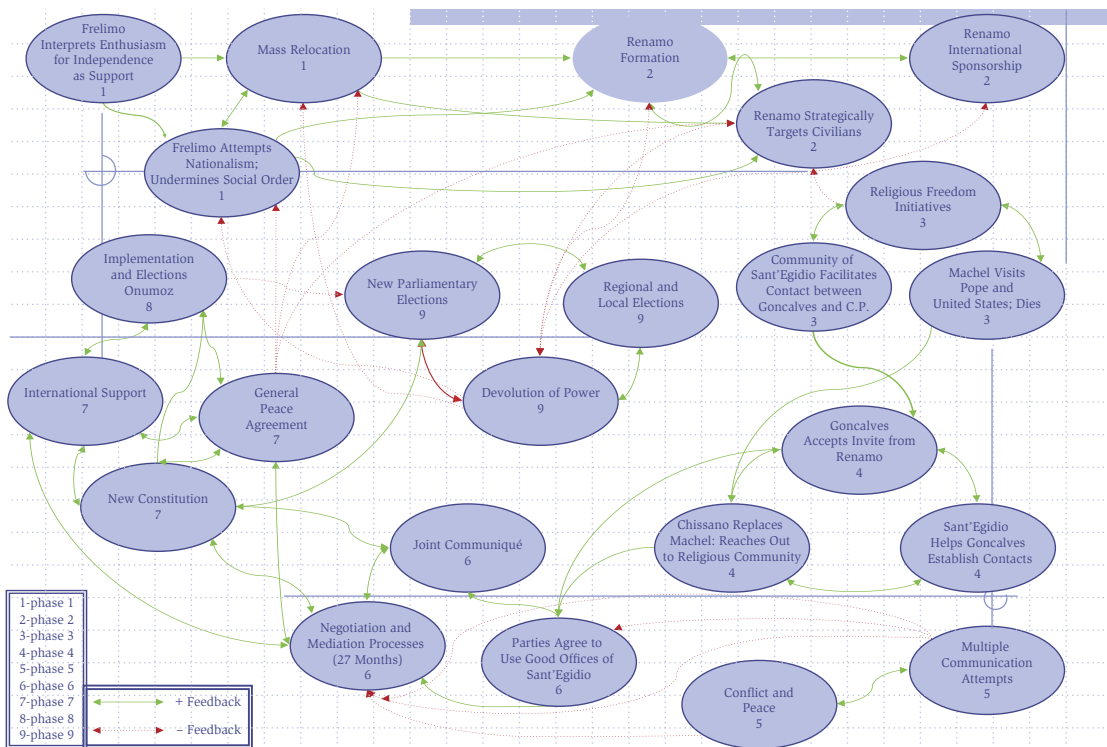 Frelimo
Interprets Enthusiasm
for Independence
as Support
1
Mass Relocation
1
Renamo
Formation
2
Renamo
International
Sponsorship
2
Renamo Strategically
Targets Civilians
2
Frelimo Attempts
Nationalism;
Undermines Social Order
1
Religious Freedom
Initiatives
3
Implementation
and Elections
Onumoz
8
New Parliamentary
Elections
9
Regional and
Local Elections
9
Community of
Sant'Egidio Facilitates
Contact between
Goncalves and C.P.
3
Machel Visits
Pope and
United States; Dies
3
International Support
7
General
Peace
Agreement
7
Devolution of Power
9
Goncalves
Accepts Invite from
Renamo
4
New Constitution
7
Joint Communiqué
6
Chissano Replaces
Machel: Reaches Out
to Religious Community
4
Sant'Egidio
Helps Goncalves
Establish Contacts
4
Negotiation and
Mediation Processes
(27 Months)
6
Parties Agree to
Use Good Offices of
Sant'Egidio
6
Conflict and
Peace
5
Multiple
Communication
Attempts
5
1-phase 1
2-phase 2
3-phase 3
4-phase 4
5-phase 5
6-phase 6
7-phase 7
8-phase 8
9-phase 9
+ Feedback
– Feedback